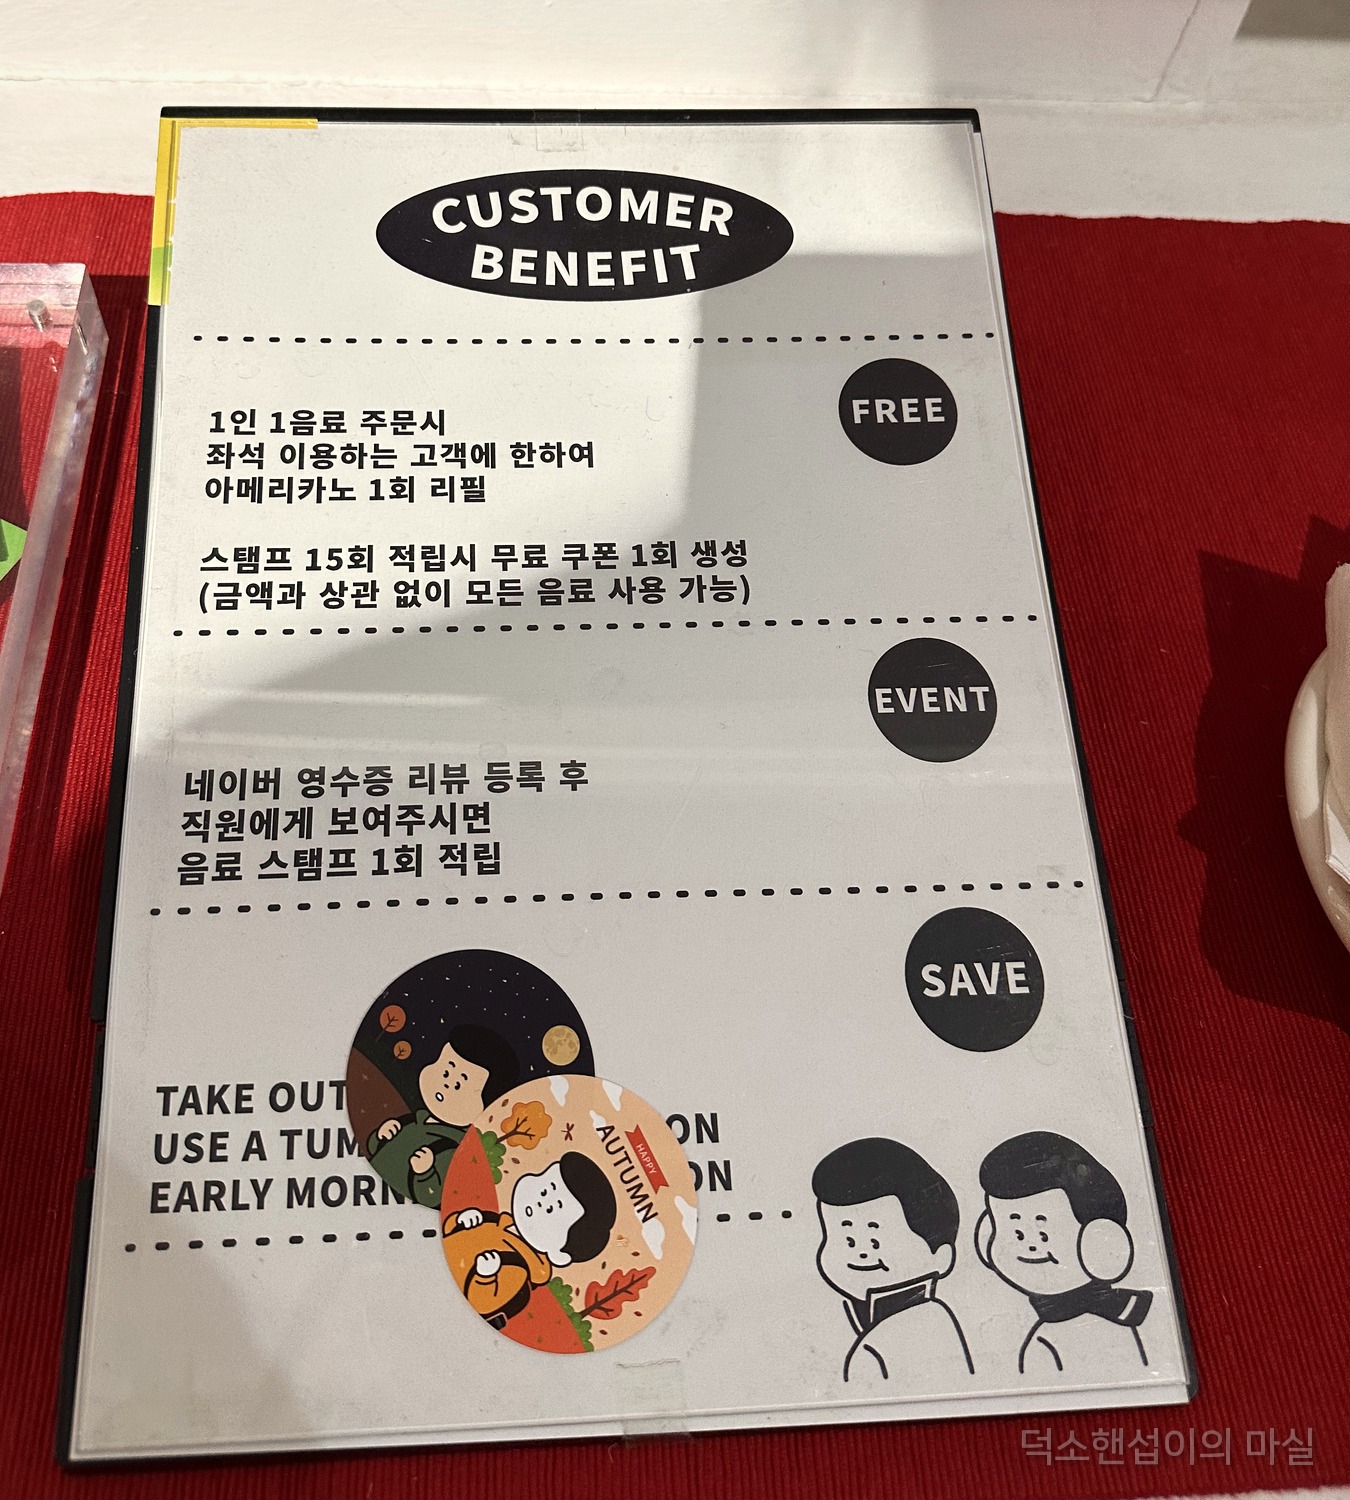 CUSTOMER
BENEFIT
FREE
1인 1음료 주문시
좌석 이용하는 고객에 한하여
아메리카노 1회 리필
스탬프 15회 적립시 무료 쿠폰 1회 생성
(금액과 상관 없이 모든 음료 사용 가능)
EVENT
네이버 영수증 리뷰 등록 후
직원에게 보여주시면
음료 스탬프 1회 적립
SAVE
TAKE OUT
USE A
EARLY
HAPPY
AUTUMN
덕소핸섭이의 마실